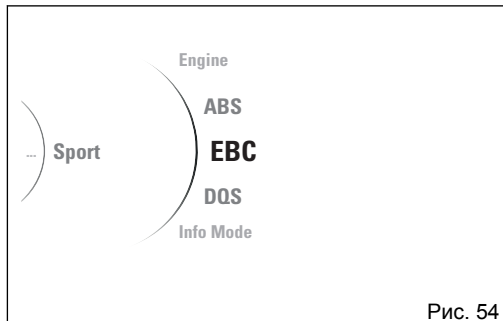 Engine
ABS
... Sport
EBC
DQS
Info Mode
Рис. 54